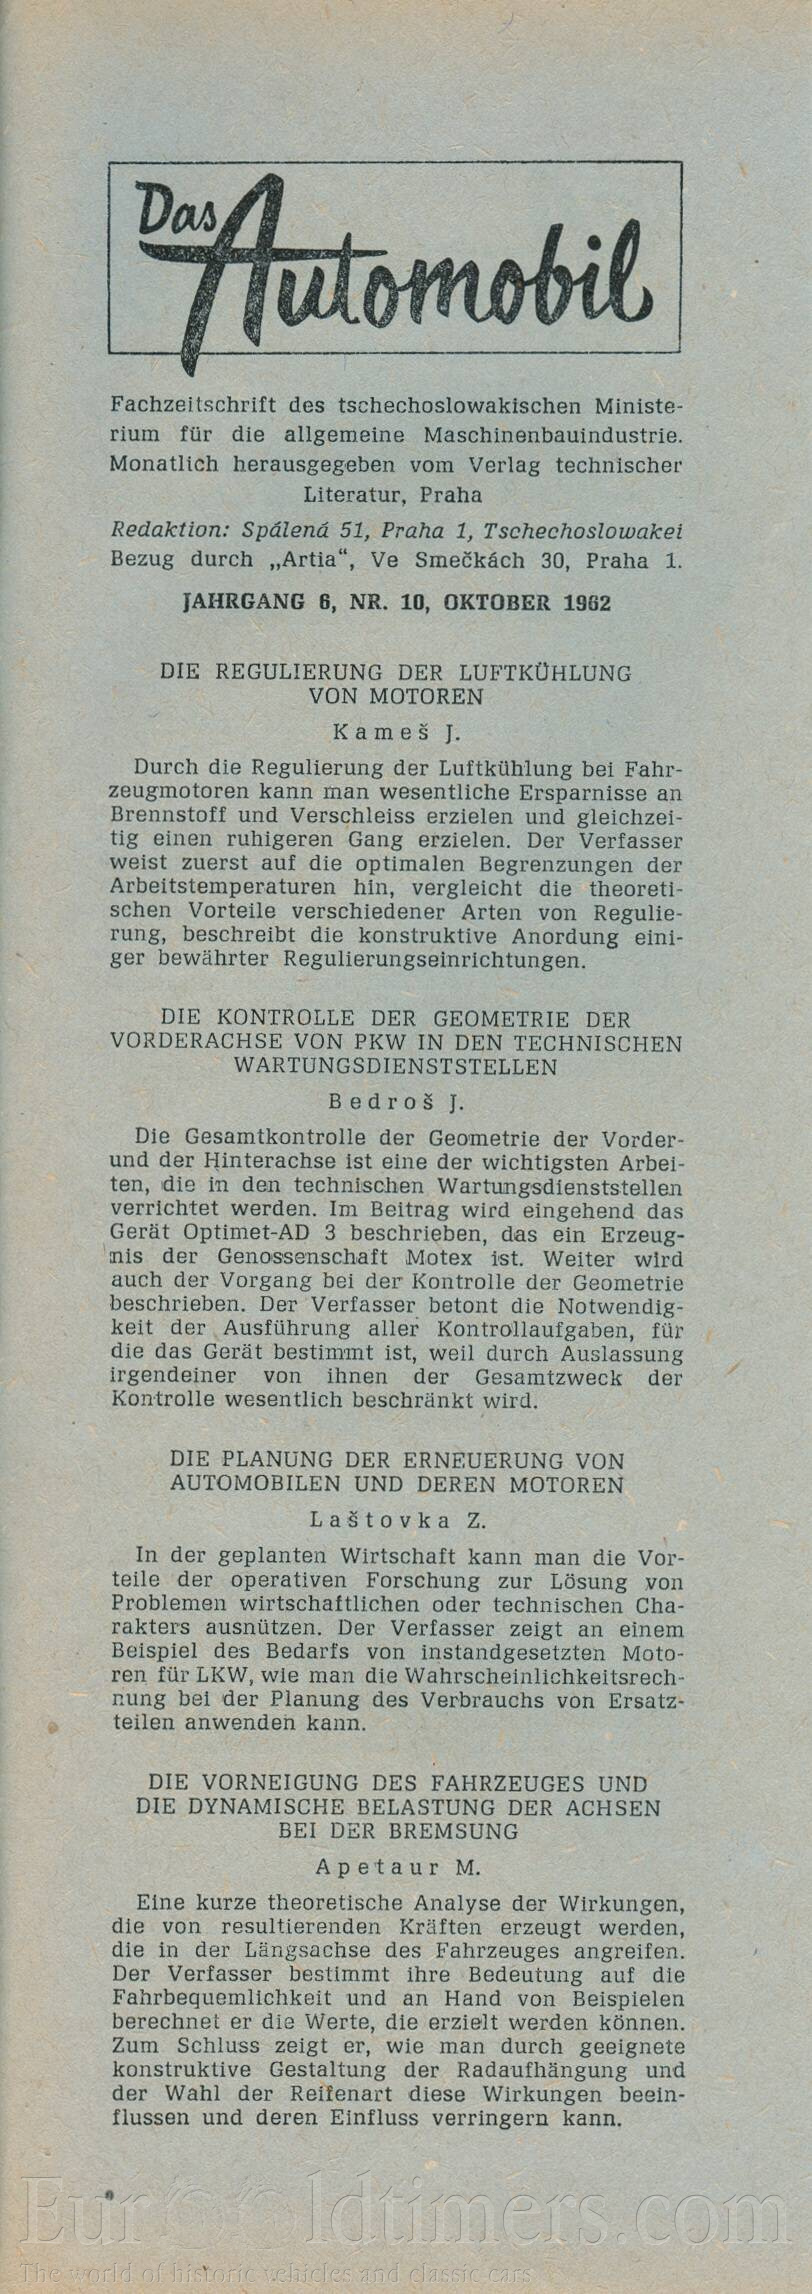 Das
Automobil
Fachzeitschrift des tschechoslowakischen Ministe-
rium für die allgemeine Maschinenbauindustrie.
Monatlich herausgegeben vom Verlag technischer
Literatur, Praha
Redaktion: Spálená 51, Praha 1, Tschechoslowakei
Bezug durch „Artia“, Ve Smečkách 30, Praha 1.
JAHRGANG 6, NR. 10, OKTOBER 1962
DIE REGULIERUNG DER LUFTKÜHLUNG
VON MOTOREN
Kameš J.
Durch die Regulierung der Luftkühlung bei Fahr-
zeugmotoren kann man wesentliche Ersparnisse an
Brennstoff und Verschleiss erzielen und gleichzei-
tig einen ruhigeren Gang erzielen. Der Verfasser
weist zuerst auf die optimalen Begrenzungen der
Arbeitstemperaturen hin, vergleicht die theoreti-
schen Vorteile verschiedener Arten von Regulie-
rung, beschreibt die konstruktive Anordung eini-
ger bewährter Regulierungseinrichtungen.
DIE KONTROLLE DER GEOMETRIE DER
VORDERACHSE VON PKW IN DEN TECHNISCHEN
WARTUNGSDIENSTSTELLEN
Bedroš J.
Die Gesamtkontrolle der Geometrie der Vorder-
und der Hinterachse ist eine der wichtigsten Arbei-
ten, die in den technischen Wartungsdienststellen
verrichtet werden. Im Beitrag wird eingehend das
Gerät Optimet-AD 3 beschrieben, das ein Erzeug-
nis der Genossenschaft Motex ist. Weiter wird
auch der Vorgang bei der Kontrolle der Geometrie
beschrieben. Der Verfasser betont die Notwendig-
keit der Ausführung aller Kontrollaufgaben, für
die das Gerät bestimmt ist, weil durch Auslassung
irgendeiner von ihnen der Gesamtzweck der
Kontrolle wesentlich beschränkt wird.
DIE PLANUNG DER ERNEUERUNG VON
AUTOMOBILEN UND DEREN MOTOREN
Laštovka Z.
In der geplanten Wirtschaft kann man die Vor-
teile der operativen Forschung zur Lösung von
Problemen wirtschaftlichen oder technischen Cha-
rakters ausnützen. Der Verfasser zeigt an einem
Beispiel des Bedarfs von instandgesetzten Moto-
ren für LKW, wie man die Wahrscheinlichkeitsrech-
nung bei der Planung des Verbrauchs von Ersatz-
teilen anwenden kann.
DIE VORNEIGUNG DES FAHRZEUGES UND
DIE DYNAMISCHE BELASTUNG DER ACHSEN
BEI DER BREMSUNG
Apetaur M.
Eine kurze theoretische Analyse der Wirkungen,
die von resultierenden Kräften erzeugt werden,
die in der Längsachse des Fahrzeuges angreifen.
Der Verfasser bestimmt ihre Bedeutung auf die
Fahrbequemlichkeit und an Hand von Beispielen
berechnet er die Werte, die erzielt werden können.
Zum Schluss zeigt er, wie man durch geeignete
konstruktive Gestaltung der Radaufhängung und
der Wahl der Reifenart diese Wirkungen beein-
flussen und deren Einfluss verringern kann.
EurOOldtimers.com
The world of historic vehicles and classic cars